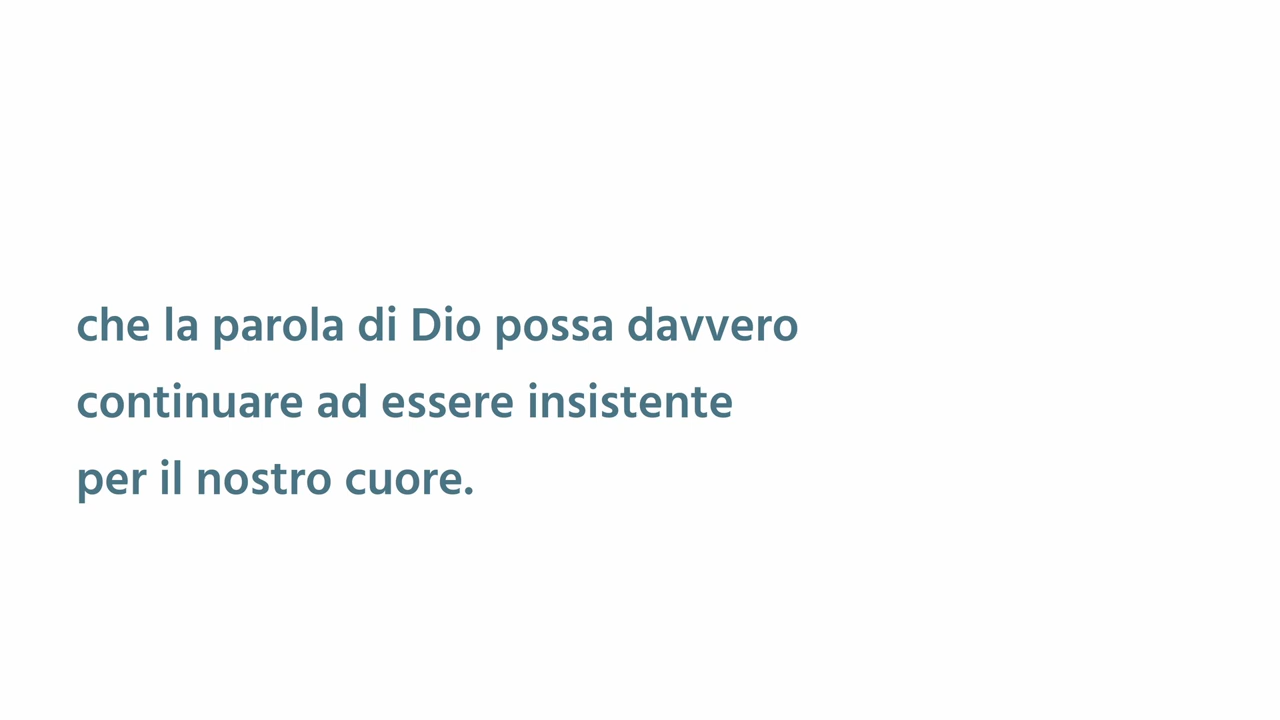 che la parola di Dio possa davvero
continuare ad essere insistente
per il nostro cuore.